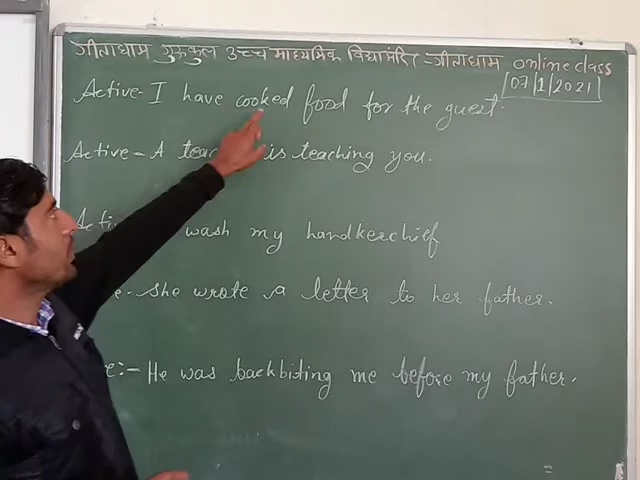 गीताधाम गुरुकुल उच्च माध्यमिक विद्यामंदिर-गीताधाम online class
07/1/2021
Active- I have cooked food for the guest.
Active - A is teaching you.
wash my handkerchief
She wrote a letter to her father.
:- He was backbiting me before my father.